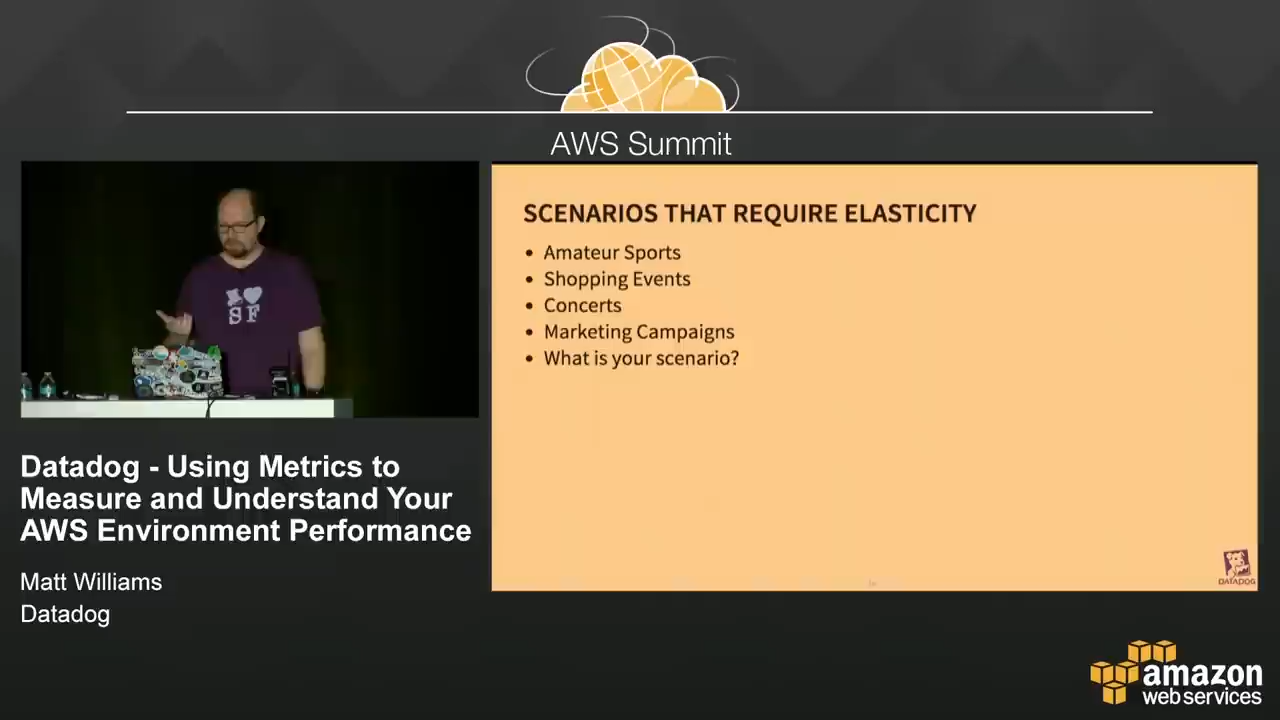 AWS Summit
SCENARIOS THAT REQUIRE ELASTICITY
• Amateur Sports
• Shopping Events
• Concerts
• Marketing Campaigns
• What is your scenario?
DATADOG
I
S F
Datadog - Using Metrics to
Measure and Understand Your
AWS Environment Performance
Matt Williams
Datadog
amazon
web services